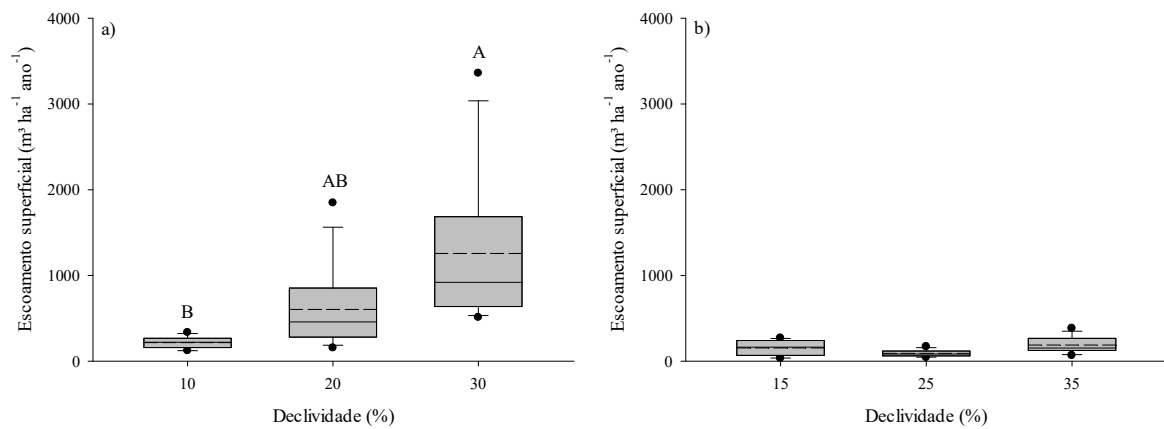 a)
4000
3000
2000
1000
0
Escoamento superficial (m³ ha⁻¹ ano⁻¹)
B
AB
A
10
20
30
Declividade (%)
b)
4000
3000
2000
1000
0
Escoamento superficial (m³ ha⁻¹ ano⁻¹)
15
25
35
Declividade (%)